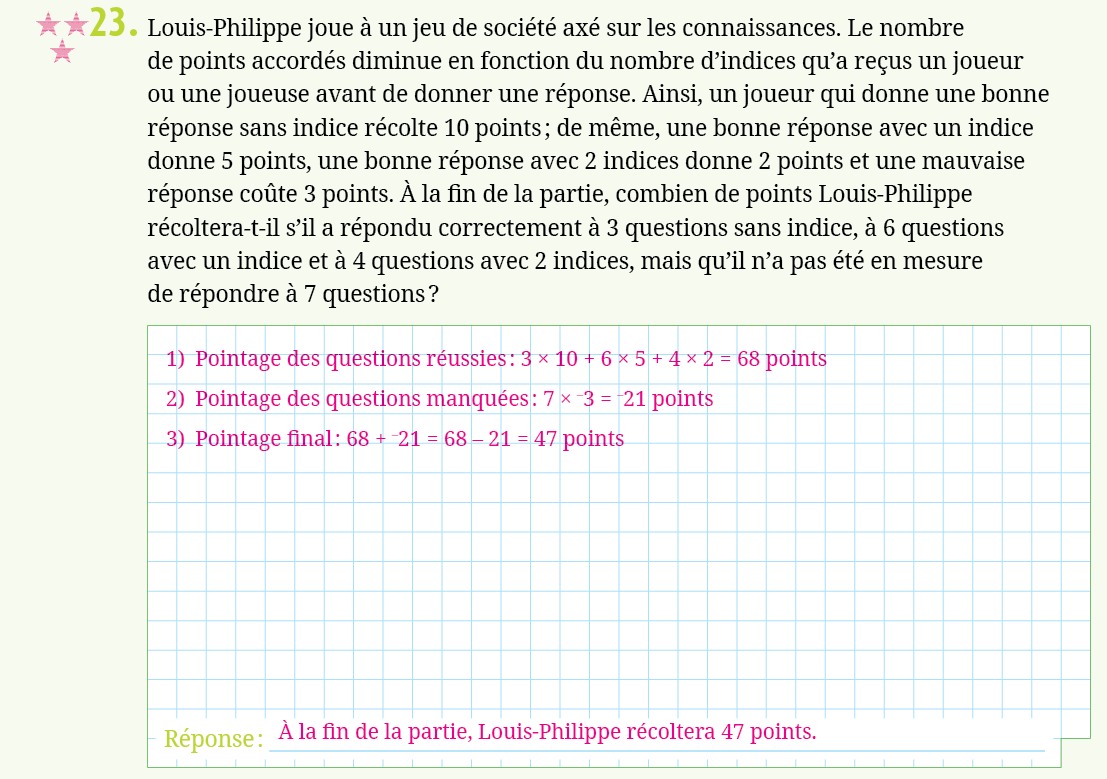 23. Louis-Philippe joue à un jeu de société axé sur les connaissances. Le nombre
de points accordés diminue en fonction du nombre d’indices qu’a reçus un joueur
ou une joueuse avant de donner une réponse. Ainsi, un joueur qui donne une bonne
réponse sans indice récolte 10 points ; de même, une bonne réponse avec un indice
donne 5 points, une bonne réponse avec 2 indices donne 2 points et une mauvaise
réponse coûte 3 points. À la fin de la partie, combien de points Louis-Philippe
récoltera-t-il s’il a répondu correctement à 3 questions sans indice, à 6 questions
avec un indice et à 4 questions avec 2 indices, mais qu’il n’a pas été en mesure
de répondre à 7 questions ?
1) Pointage des questions réussies : 3 × 10 + 6 × 5 + 4 × 2 = 68 points
2) Pointage des questions manquées : 7 × ⁻3 = ⁻21 points
3) Pointage final : 68 + ⁻21 = 68 – 21 = 47 points
Réponse : À la fin de la partie, Louis-Philippe récoltera 47 points.